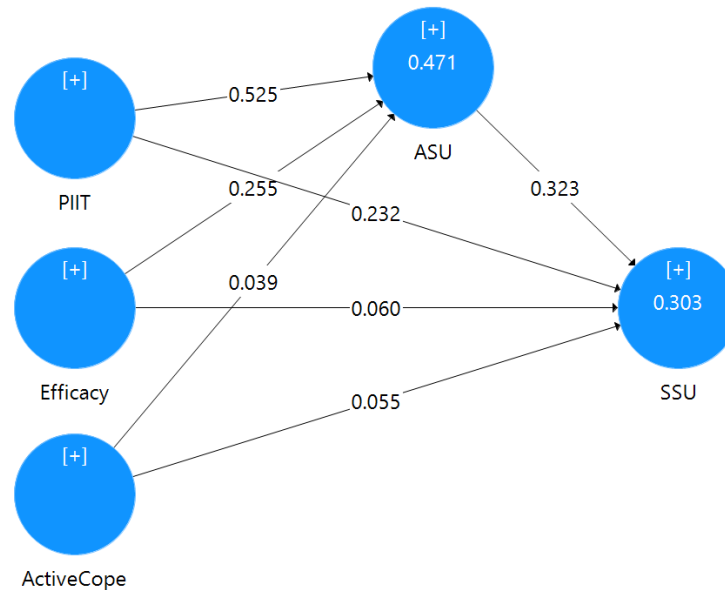 [+]
0.471
ASU
[+]
PIIT
0.525
0.255
0.232
0.323
[+]
Efficacy
0.039
0.060
[+]
0.303
SSU
0.055
[+]
ActiveCope